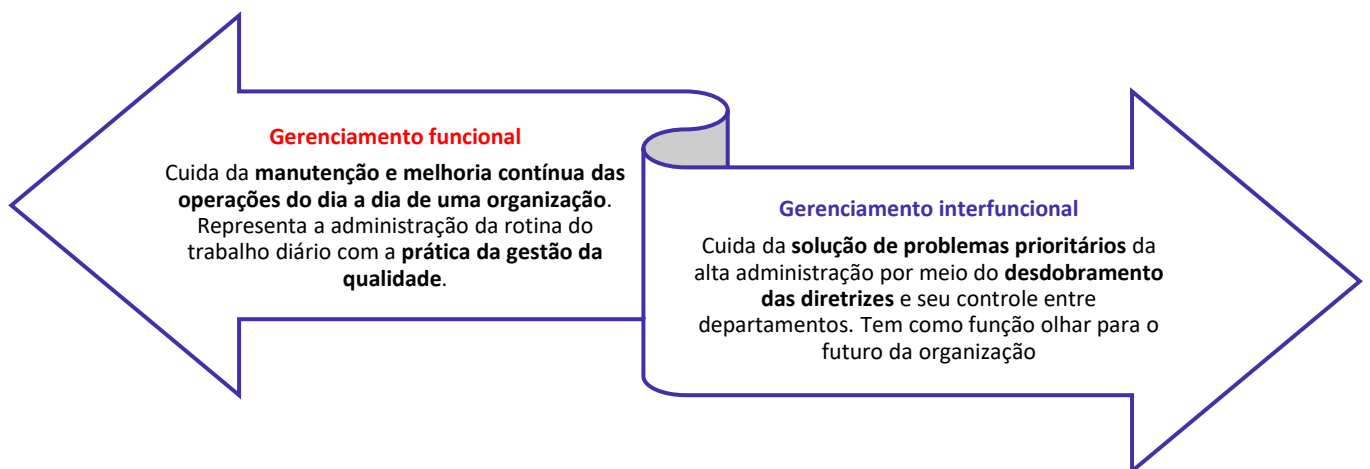 Gerenciamento funcional
Cuida da manutenção e melhoria contínua das
operações do dia a dia de uma organização.
Representa a administração da rotina do
trabalho diário com a prática da gestão da
qualidade.
Gerenciamento interfuncional
Cuida da solução de problemas prioritários da
alta administração por meio do desdobramento
das diretrizes e seu controle entre
departamentos. Tem como função olhar para o
futuro da organização